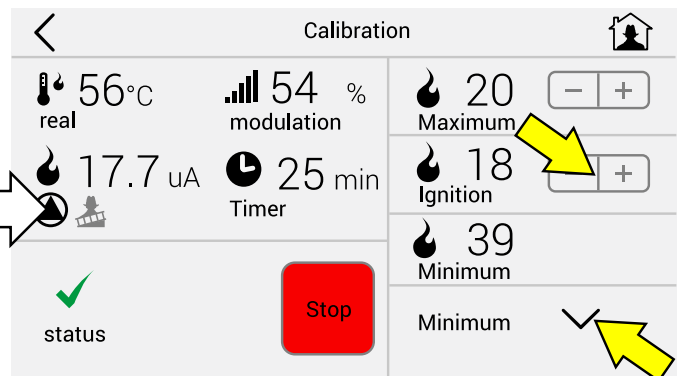 Calibration
56°C
real
54 %
modulation
17.7 uA
25 min
Timer
status
Stop
20
Maximum
- +
18
Ignition
+
39
Minimum
Minimum